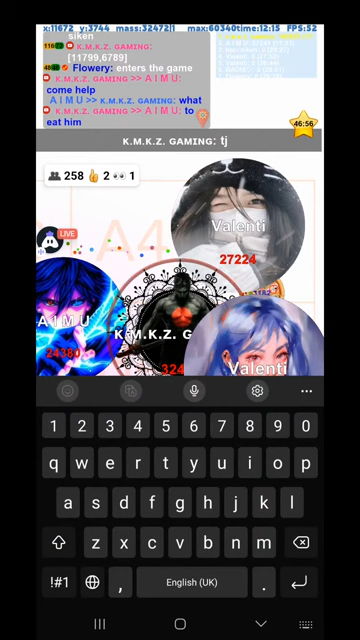 x:11672 y:3744 mass:32472|1 max:60340 time:12:15 FPS:52
siken
K.M.K.Z. GAMING:
[11799,6789]
Flowery: enters the game
K.M.K.Z. GAMING >> A I M U:
come help
A I M U >> K.M.K.Z. GAMING: what
K.M.K.Z. GAMING >> A I M U: to
eat him
46:56
K.M.K.Z. GAMING: tj
258 2 1
A4
Valenti
27224
LIVE
A I M U
24380
K.M.K.Z. G
324
Valenti
1 2 3 4 5 6 7 8 9 0
q w e r t y u i o p
a s d f g h j k l
z x c v b n m
!#1 , English (UK) .